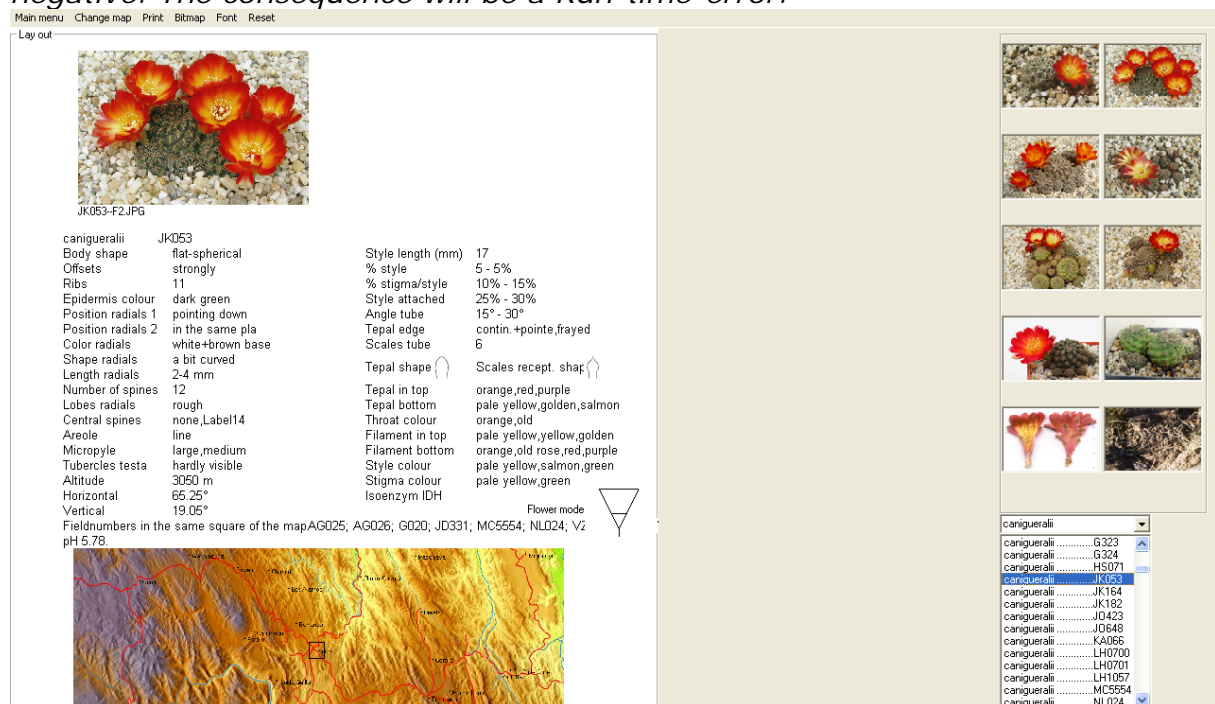 negative. The consequence will be a Run-time-error.
Main menu Change map Print Bitmap Font Reset
Lay out
JK053--F2.JPG
canigueralii JK053
Body shape flat-spherical Style length (mm) 17
Offsets strongly % style 5 - 5%
Ribs 11 % stigma/style 10% - 15%
Epidermis colour dark green Style attached 25% - 30%
Position radials 1 pointing down Angle tube 15° - 30°
Position radials 2 in the same pla Tepal edge contin.+pointe,frayed
Color radials white+brown base Scales tube 6
Shape radials a bit curved
Tepal shape Scales recept. shap
Length radials 2-4 mm
Number of spines 12 Tepal in top orange,red,purple
Lobes radials rough Tepal bottom pale yellow,golden,salmon
Central spines none,Label14 Throat colour orange,old
Areole line Filament in top pale yellow,yellow,golden
Micropyle large,medium Filament bottom orange,old rose,red,purple
Tubercles testa hardly visible Style colour pale yellow,salmon,green
Altitude 3050 m Stigma colour pale yellow,green
Horizontal 65.25° Isoenzym IDH
Vertical 19.05° Flower mode
Fieldnumbers in the same square of the mapAG025; AG026; G020; JD331; MC5554; NL024;
pH 5.78.
canigueralii
canigueralii .............G323
canigueralii .............G324
canigueralii .............HS071
canigueralii .............JK053
canigueralii .............JK164
canigueralii .............JK182
canigueralii .............JO423
canigueralii .............JO648
canigueralii .............KA066
canigueralii .............LH0700
canigueralii .............LH0701
canigueralii .............LH1057
canigueralii .............MC5554
canigueralii .............NL024